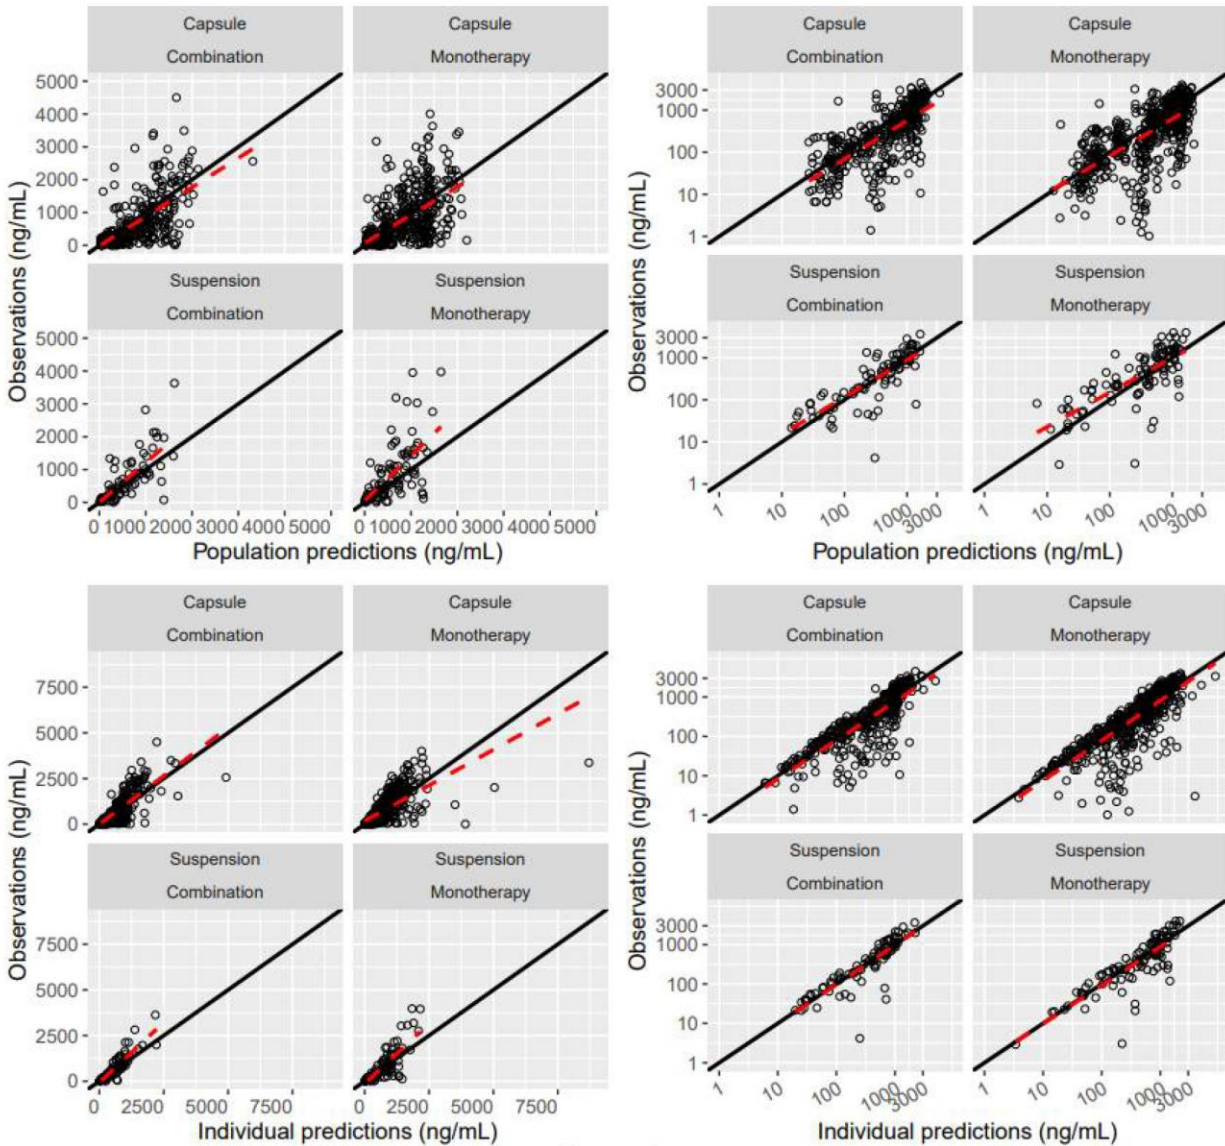 Capsule
Combination
Capsule
Monotherapy
5000
4000
3000
2000
1000
0
Suspension
Combination
Suspension
Monotherapy
5000
4000
3000
2000
1000
0
0 1000 2000 3000 4000 5000 0 1000 2000 3000 4000 5000
Observations (ng/mL)
Population predictions (ng/mL)
Capsule
Combination
Capsule
Monotherapy
3000
1000
100
10
1
Suspension
Combination
Suspension
Monotherapy
3000
1000
100
10
1
1 10 100 1000 3000 1 10 100 1000 3000
Observations (ng/mL)
Population predictions (ng/mL)
Capsule
Combination
Capsule
Monotherapy
7500
5000
2500
0
Suspension
Combination
Suspension
Monotherapy
7500
5000
2500
0
0 2500 5000 7500 0 2500 5000 7500
Observations (ng/mL)
Individual predictions (ng/mL)
Capsule
Combination
Capsule
Monotherapy
3000
1000
100
10
1
Suspension
Combination
Suspension
Monotherapy
3000
1000
100
10
1
1 10 100 1000 3000 1 10 100 1000 3000
Observations (ng/mL)
Individual predictions (ng/mL)